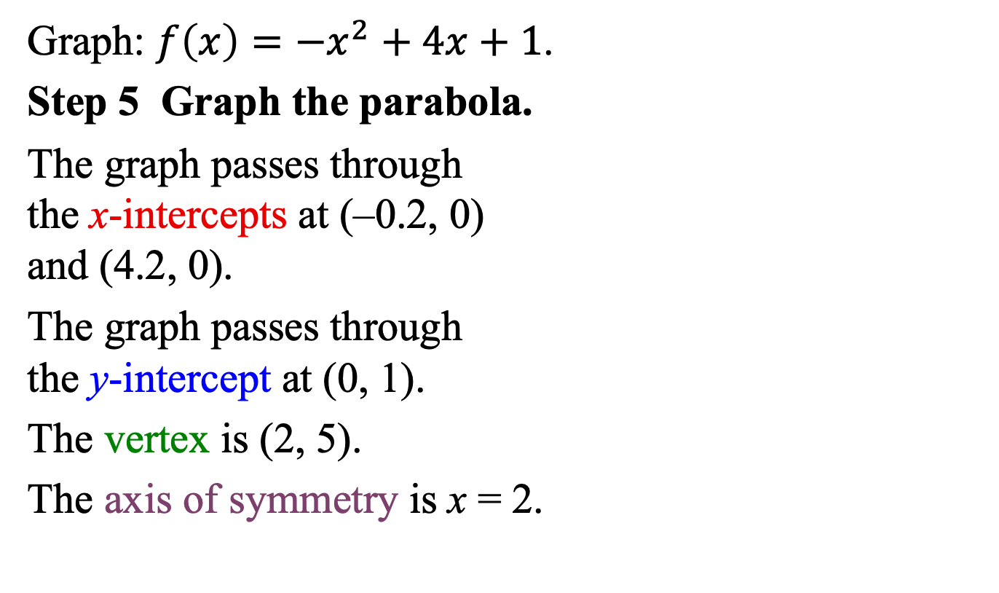 Graph: f(x) = −x² + 4x + 1.
Step 5  Graph the parabola.
The graph passes through
the x-intercepts at (–0.2, 0)
and (4.2, 0).
The graph passes through
the y-intercept at (0, 1).
The vertex is (2, 5).
The axis of symmetry is x = 2.